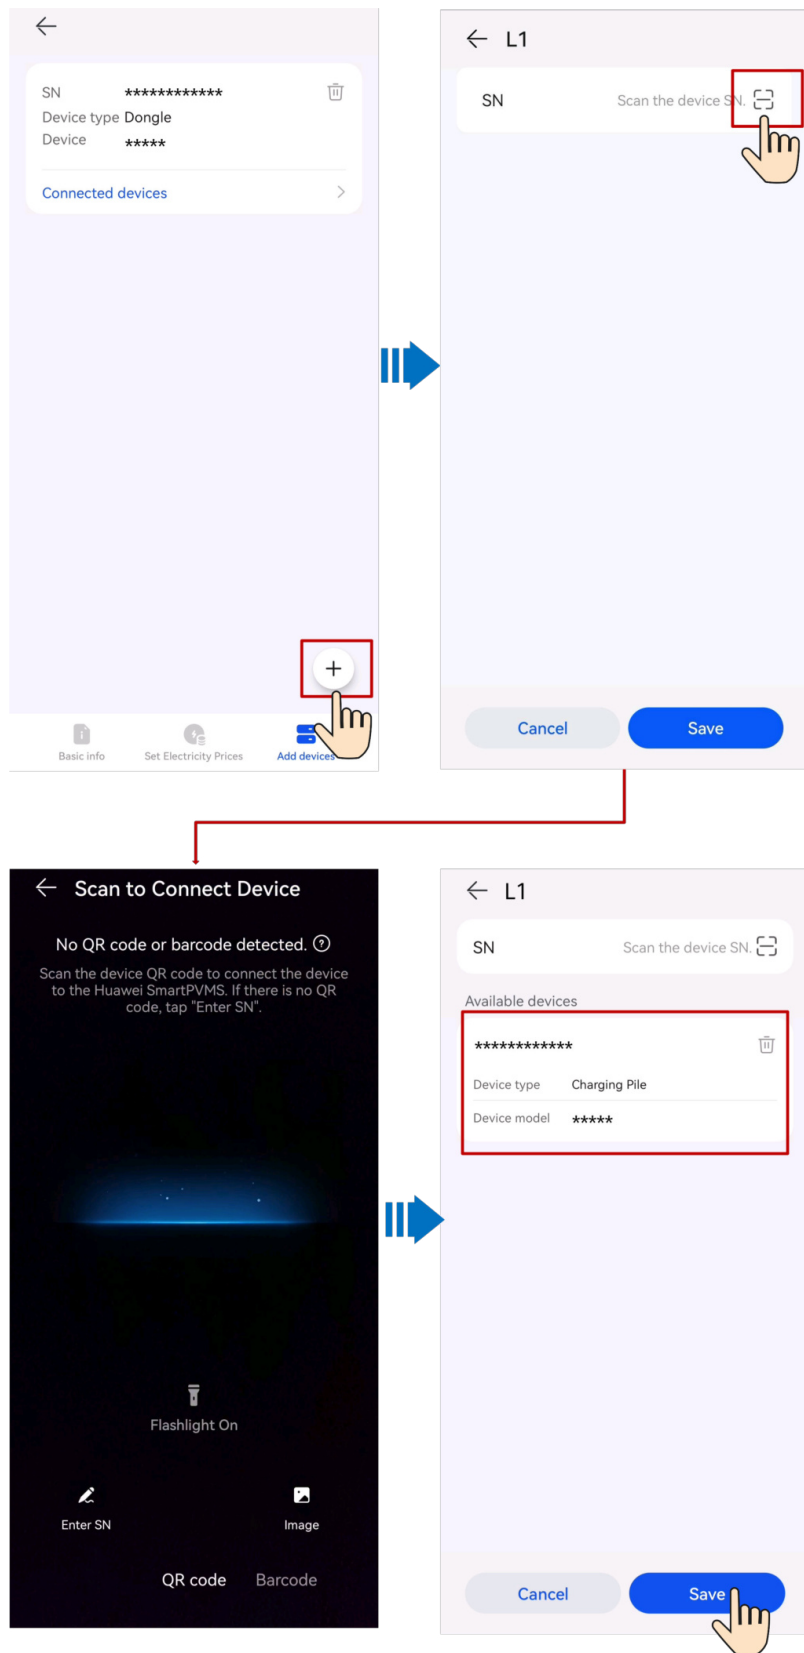 SN ************
Device type Dongle
Device *****
Connected devices
+
Basic info
Set Electricity Prices
Add devices
L1
SN Scan the device SN.
Cancel
Save
Scan to Connect Device
No QR code or barcode detected.
Scan the device QR code to connect the device
to the Huawei SmartPVMS. If there is no QR
code, tap "Enter SN".
Flashlight On
Enter SN
Image
QR code Barcode
L1
SN Scan the device SN.
Available devices
************
Device type Charging Pile
Device model *****
Cancel
Save